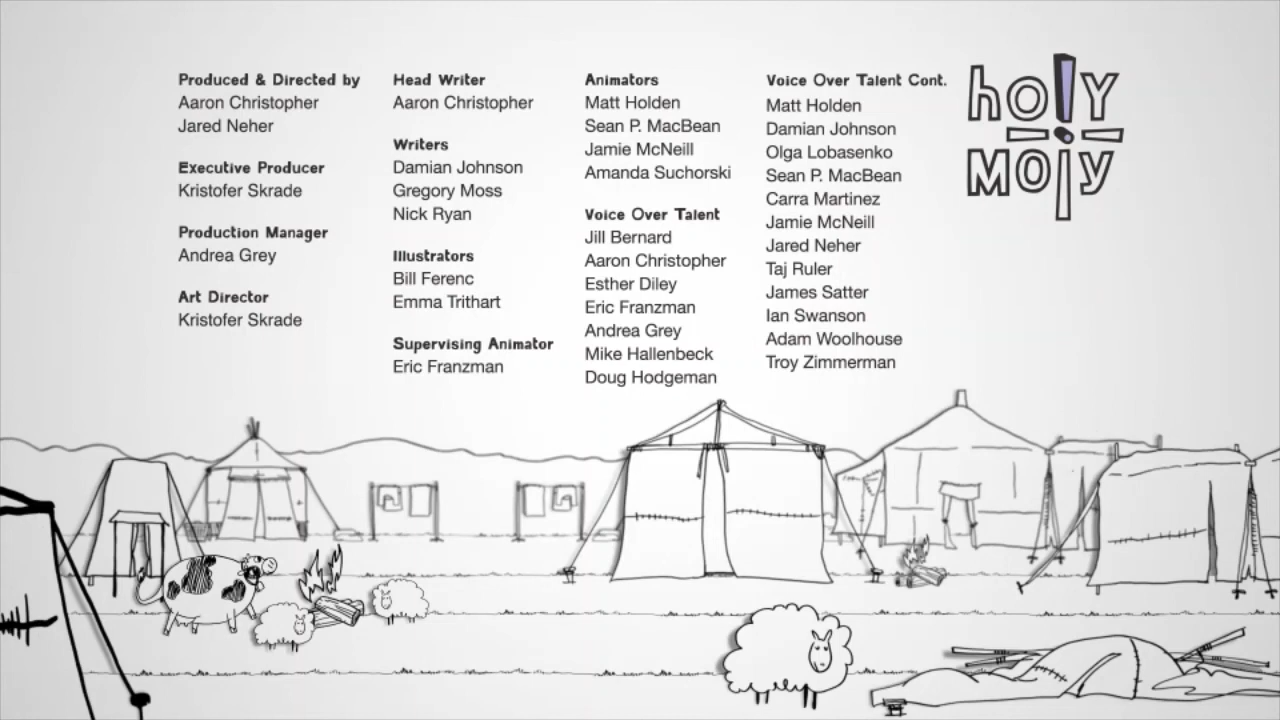 Produced & Directed by
Aaron Christopher
Jared Neher
Executive Producer
Kristofer Skrade
Production Manager
Andrea Grey
Art Director
Kristofer Skrade
Head Writer
Aaron Christopher
Writers
Damian Johnson
Gregory Moss
Nick Ryan
Illustrators
Bill Ferenc
Emma Trithart
Supervising Animator
Eric Franzman
Animators
Matt Holden
Sean P. MacBean
Jamie McNeill
Amanda Suchorski
Voice Over Talent
Jill Bernard
Aaron Christopher
Esther Diley
Eric Franzman
Andrea Grey
Mike Hallenbeck
Doug Hodgeman
Voice Over Talent Cont.
Matt Holden
Damian Johnson
Olga Lobasenko
Sean P. MacBean
Carra Martinez
Jamie McNeill
Jared Neher
Taj Ruler
James Satter
Ian Swanson
Adam Woolhouse
Troy Zimmerman
holy
moly